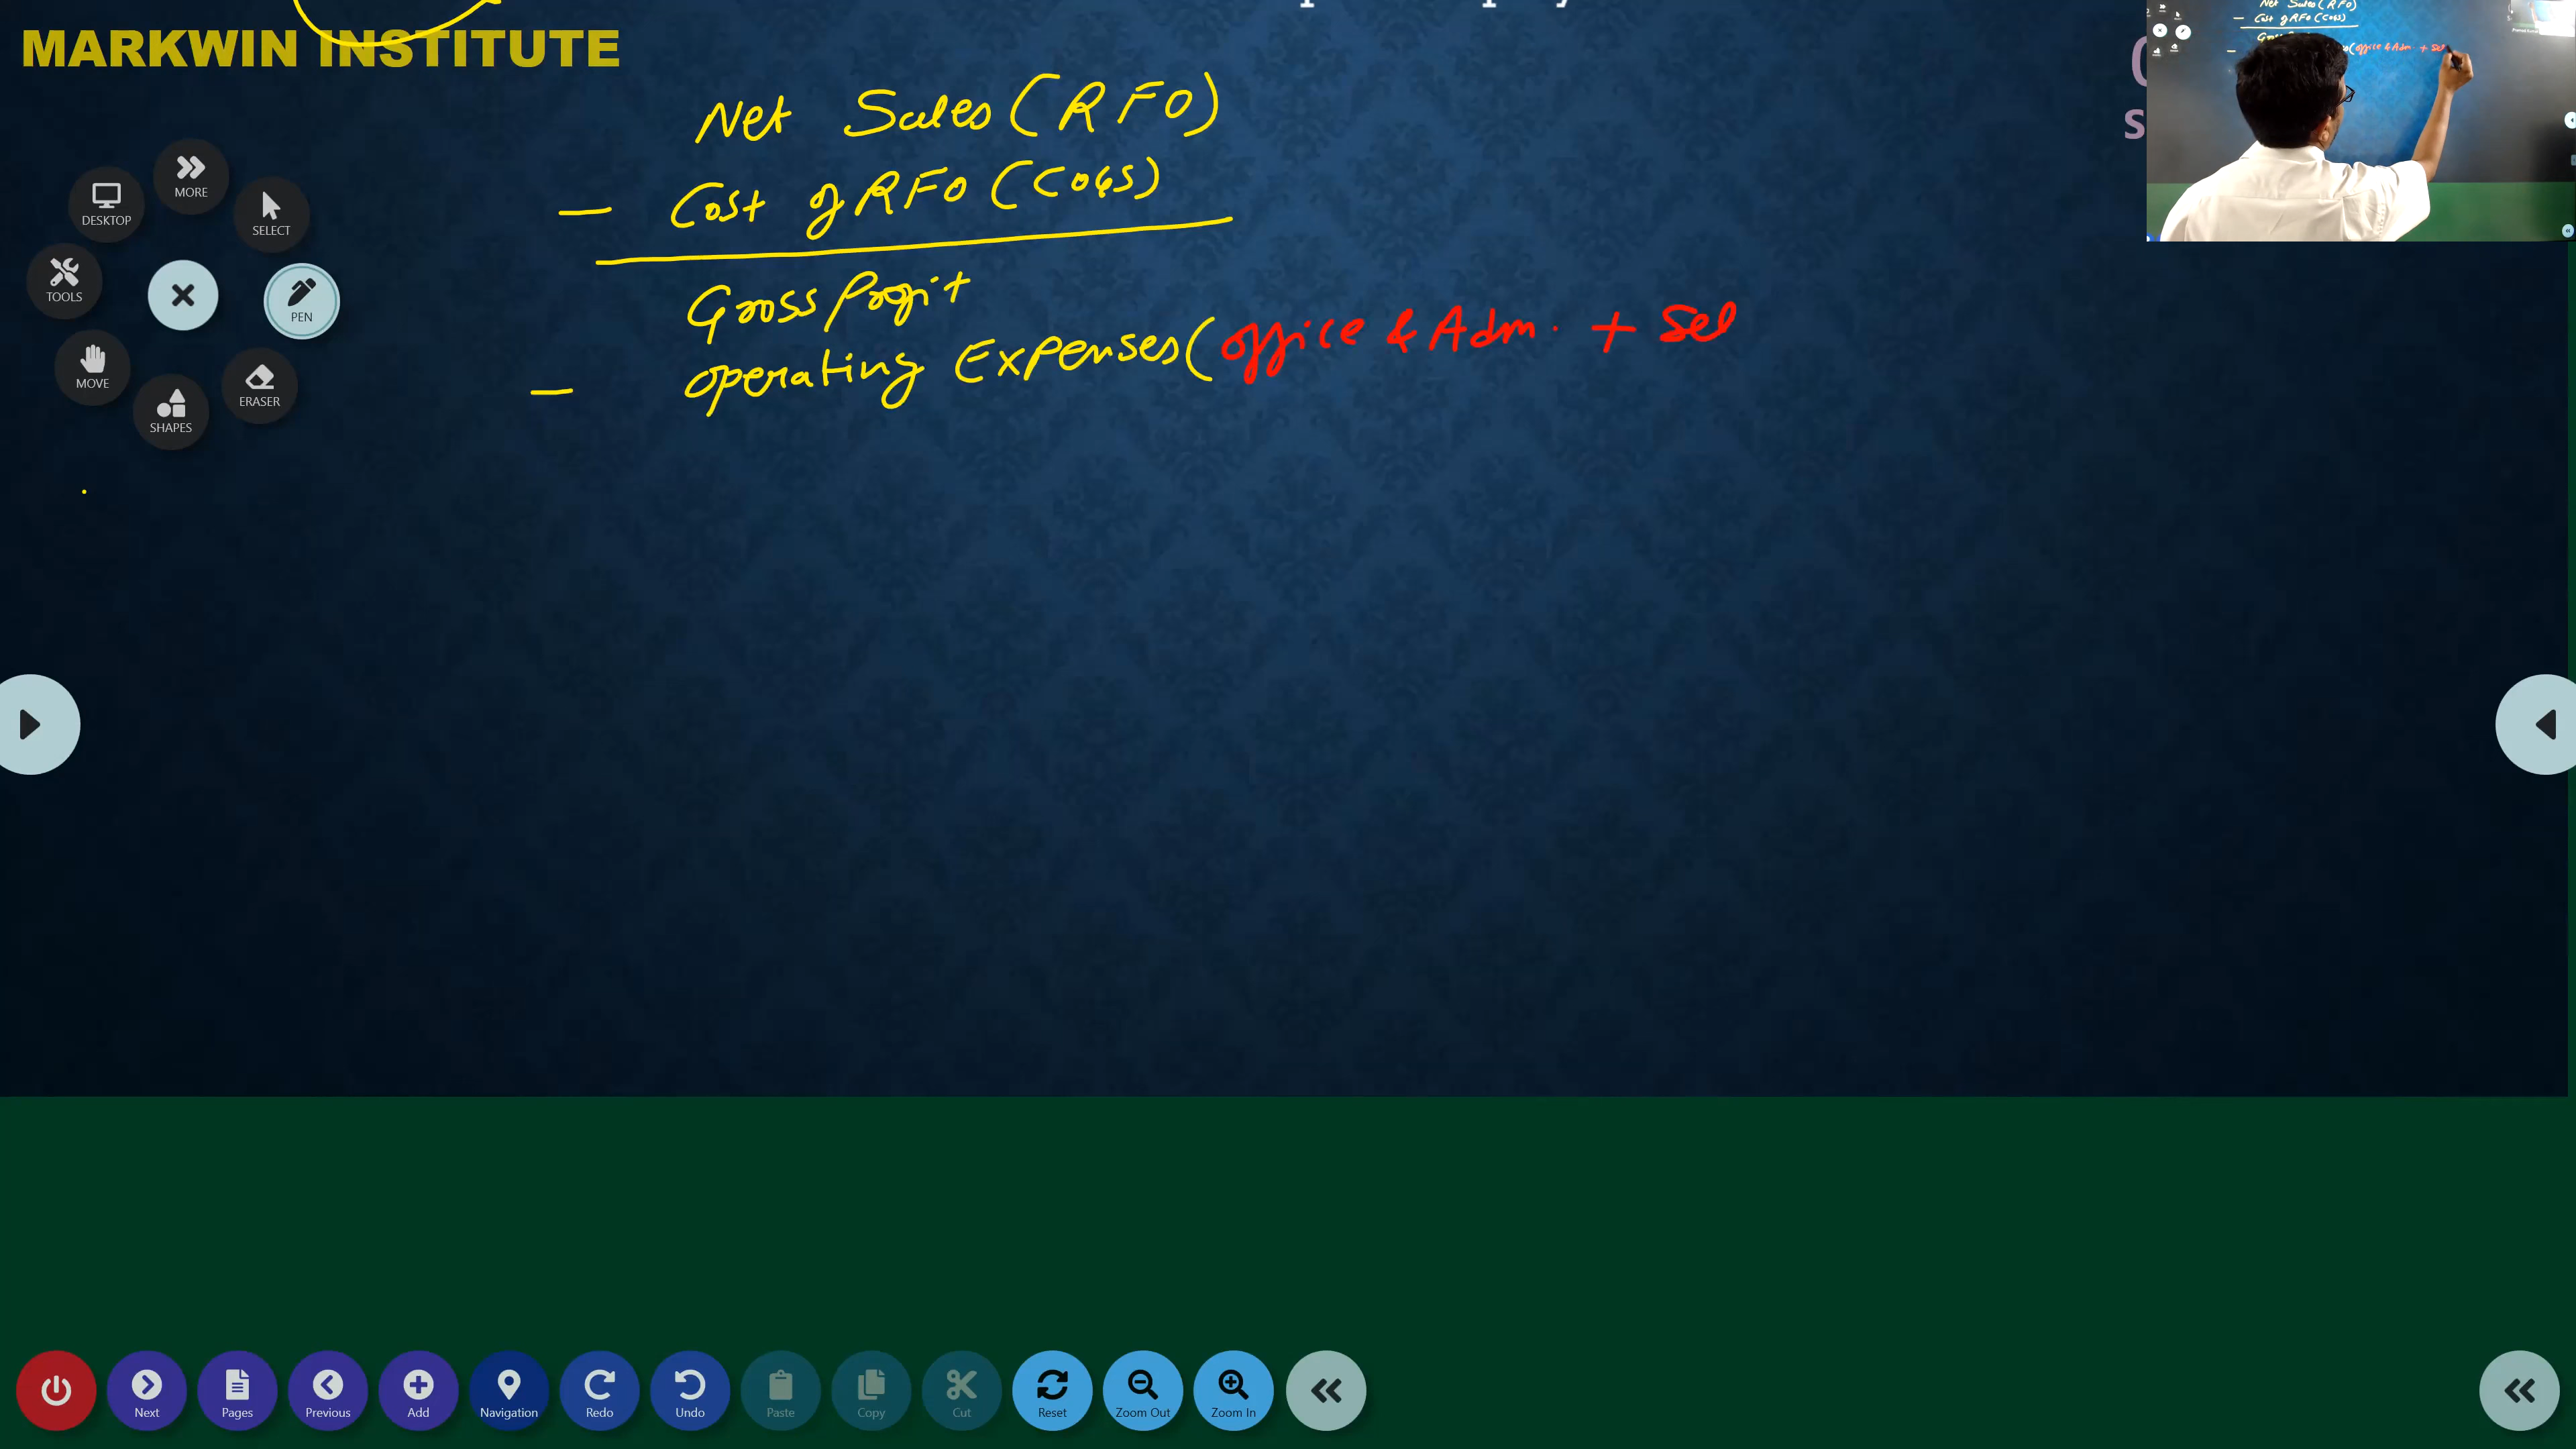 MARKWIN INSTITUTE
Net Sales (RFO)
— Cost of RFO (COGS)
Gross Profit
— operating Expenses (office & Adm. + Sel
MORE
DESKTOP
SELECT
TOOLS
PEN
MOVE
ERASER
SHAPES
Next
Pages
Previous
Add
Navigation
Redo
Undo
Paste
Copy
Cut
Reset
Zoom Out
Zoom In